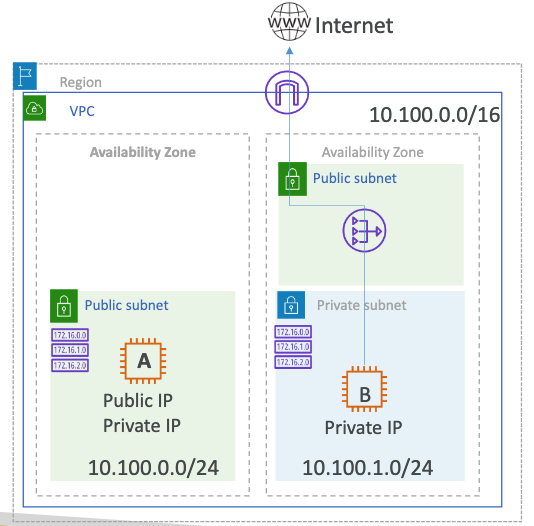 WWW
Internet
Region
VPC
10.100.0.0/16
Availability Zone
Availability Zone
Public subnet
Public subnet
172.16.0.0
172.16.1.0
172.16.2.0
A
Public IP
Private IP
10.100.0.0/24
Private subnet
172.16.0.0
172.16.1.0
172.16.2.0
B
Private IP
10.100.1.0/24